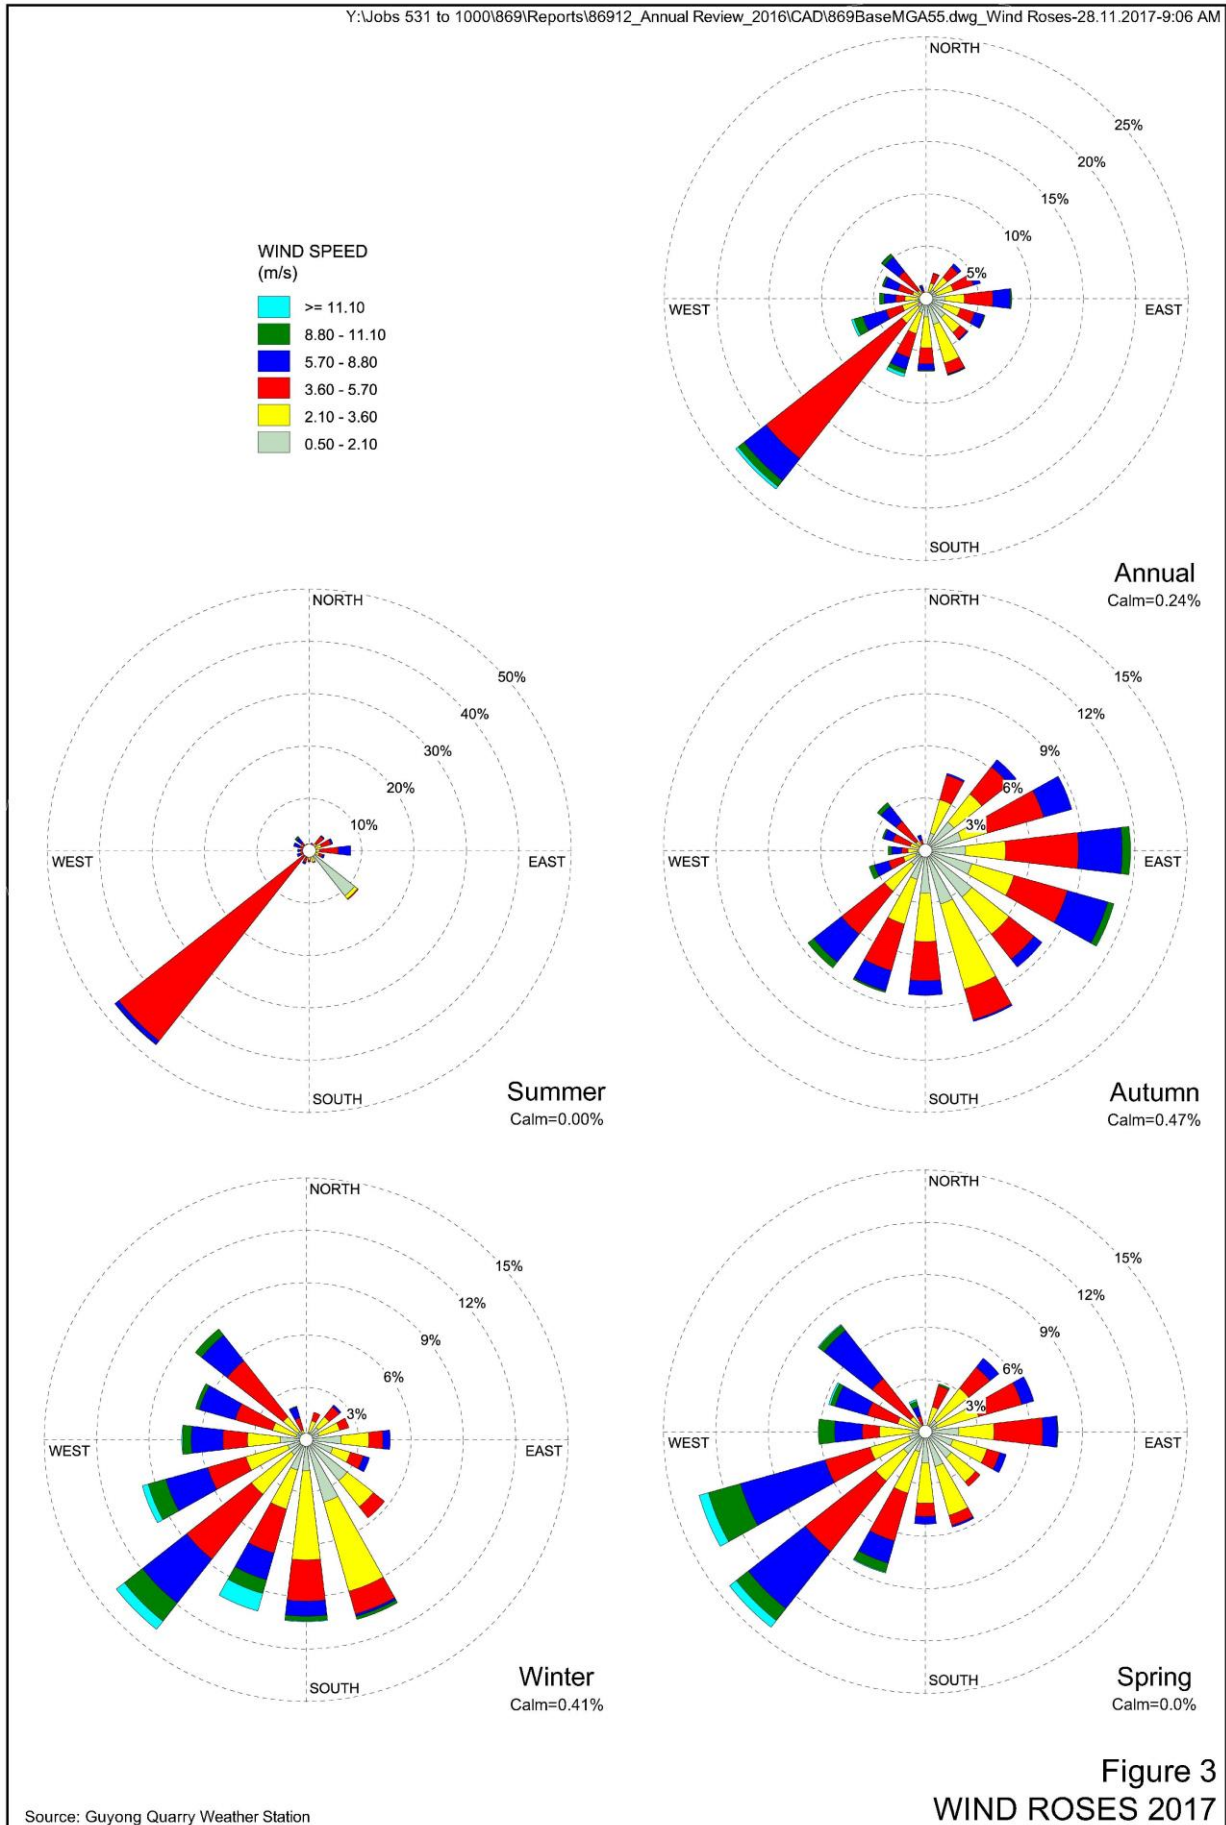 Y:\Jobs 531 to 1000\869\Reports\86912_Annual Review_2016\CAD\869BaseMGA55.dwg_Wind Roses-28.11.2017-9:06 AM
NORTH
25%
20%
15%
10%
5%
WEST
EAST
SOUTH
Annual
Calm=0.24%
WIND SPEED
(m/s)
>= 11.10
8.80 - 11.10
5.70 - 8.80
3.60 - 5.70
2.10 - 3.60
0.50 - 2.10
NORTH
50%
40%
30%
20%
10%
WEST
EAST
SOUTH
Summer
Calm=0.00%
NORTH
15%
12%
9%
6%
3%
WEST
EAST
SOUTH
Autumn
Calm=0.47%
NORTH
15%
12%
9%
6%
3%
WEST
EAST
SOUTH
Winter
Calm=0.41%
NORTH
15%
12%
9%
6%
3%
WEST
EAST
SOUTH
Spring
Calm=0.0%
Figure 3
WIND ROSES 2017
Source: Guyong Quarry Weather Station